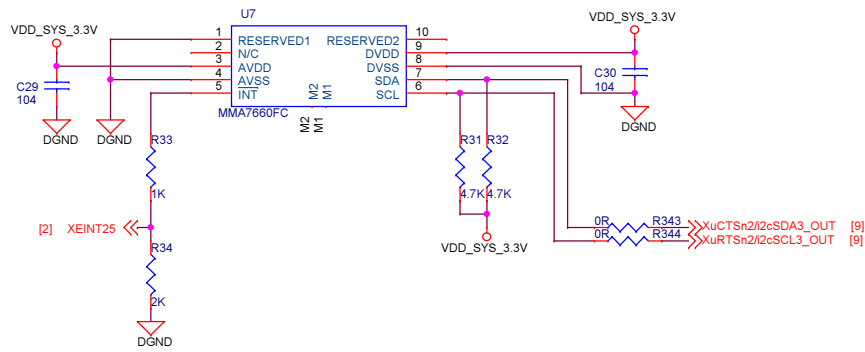 U7
VDD_SYS_3.3V
VDD_SYS_3.3V
1 RESERVED1 RESERVED2 10
2 N/C DVDD 9
3 AVDD DVSS 8
4 AVSS SDA 7
5 INT SCL 6
M2
M1
MMA7660FC
M2
M1
C29
104
C30
104
DGND
DGND
DGND
R33
1K
R31
R32
4.7K
4.7K
[2] XEINT25
R34
2K
DGND
VDD_SYS_3.3V
0R R343 XuCTSn2/i2cSDA3_OUT [9]
0R R344 XuRTSn2/i2cSCL3_OUT [9]